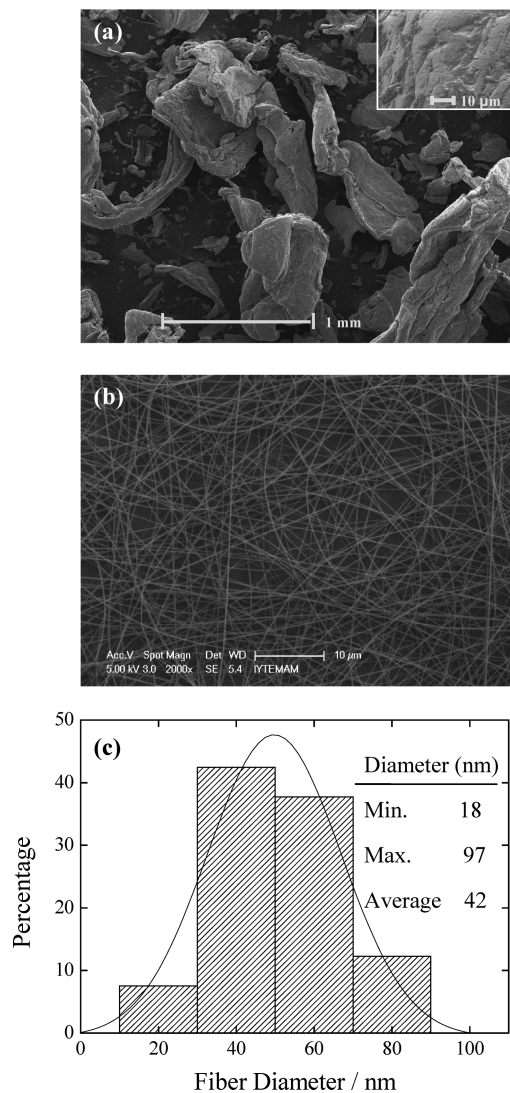 (a)
10 µm
1 mm
(b)
Acc.V Spot Magn Det WD 10 µm
5.00 kV 3.0 2000x SE 5.4 IYTEMAM
(c)
Diameter (nm)
Min. 18
Max. 97
Average 42
50
40
30
20
10
0
Percentage
0 20 40 60 80 100
Fiber Diameter / nm